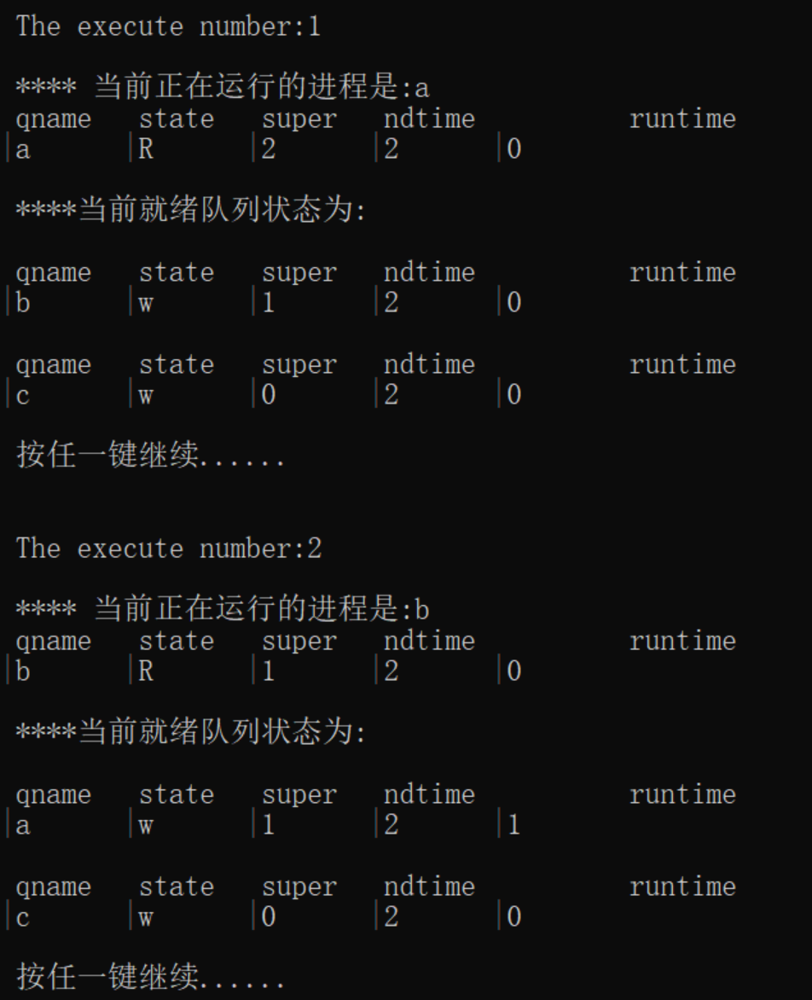 The execute number:1
**** 当前正在运行的进程是:a
qname state super ndtime runtime
|a |R |2 |2 |0
****当前就绪队列状态为:
qname state super ndtime runtime
|b |w |1 |2 |0
qname state super ndtime runtime
|c |w |0 |2 |0
按任一键继续......
The execute number:2
**** 当前正在运行的进程是:b
qname state super ndtime runtime
|b |R |1 |2 |0
****当前就绪队列状态为:
qname state super ndtime runtime
|a |w |1 |2 |1
qname state super ndtime runtime
|c |w |0 |2 |0
按任一键继续......